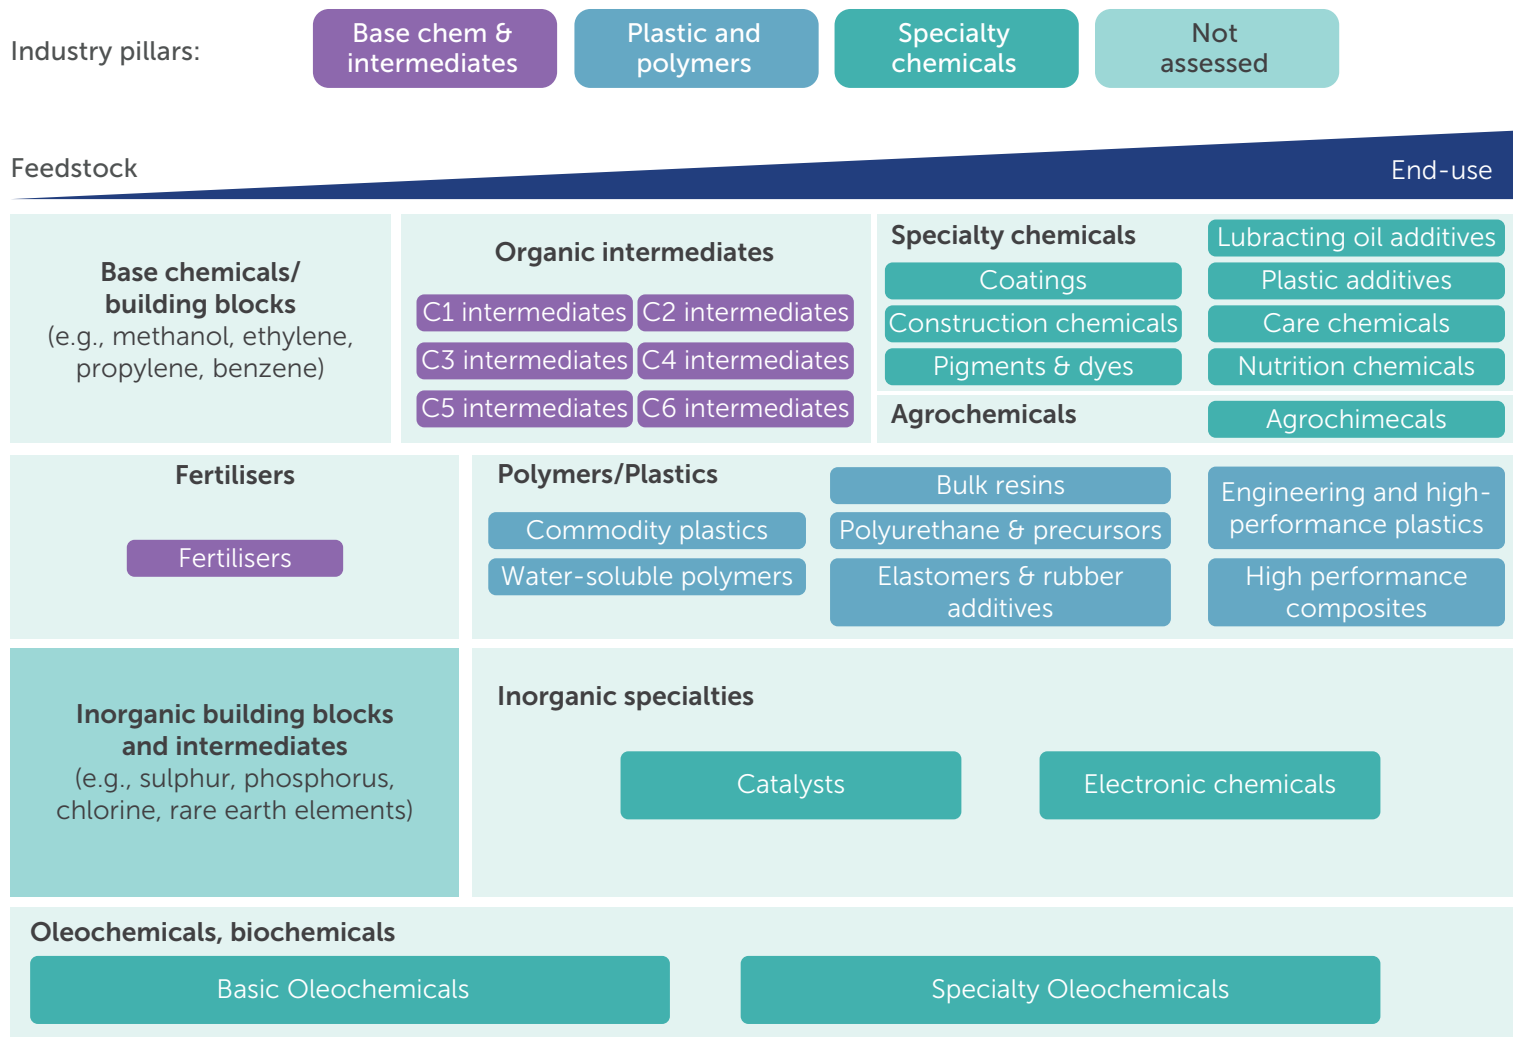 Industry pillars:
Base chem &
intermediates
Plastic and
polymers
Specialty
chemicals
Not
assessed
Feedstock
End-use
Base chemicals/
building blocks
(e.g., methanol, ethylene,
propylene, benzene)
Organic intermediates
C1 intermediates
C2 intermediates
C3 intermediates
C4 intermediates
C5 intermediates
C6 intermediates
Specialty chemicals
Coatings
Construction chemicals
Pigments & dyes
Lubracting oil additives
Plastic additives
Care chemicals
Nutrition chemicals
Agrochemicals
Agrochimecals
Fertilisers
Fertilisers
Polymers/Plastics
Commodity plastics
Water-soluble polymers
Bulk resins
Polyurethane & precursors
Elastomers & rubber
additives
Engineering and high-
performance plastics
High performance
composites
Inorganic building blocks
and intermediates
(e.g., sulphur, phosphorus,
chlorine, rare earth elements)
Inorganic specialties
Catalysts
Electronic chemicals
Oleochemicals, biochemicals
Basic Oleochemicals
Specialty Oleochemicals